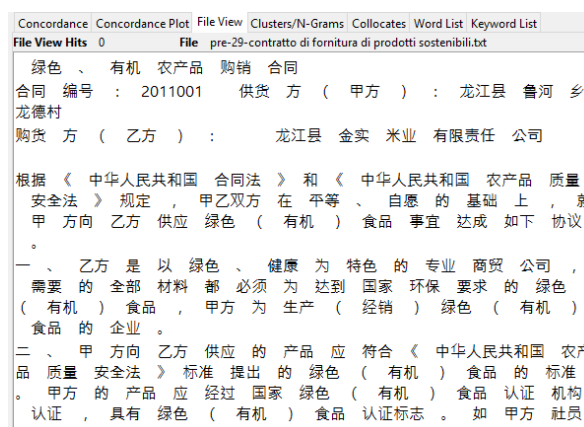 Concordance Concordance Plot File View Clusters/N-Grams Collocates Word List Keyword List
File View Hits 0 File pre-29-contratto di fornitura di prodotti sostenibili.txt
绿色 、 有机 农产品 购销 合同
合同 编号 : 2011001 供货 方 ( 甲方 ) : 龙江县 鲁河 乡
龙德村
购货 方 ( 乙方 ) : 龙江县 金实 米业 有限责任 公司
根据 《 中华人民共和国 合同法 》 和 《 中华人民共和国 农产品 质量
安全法 》 规定 , 甲乙双方 在 平等 、 自愿 的 基础 上 ,
甲 方向 乙方 供应 绿色 ( 有机 ) 食品 事宜 达成 如下 协议
。
一 、 乙方 是 以 绿色 、 健康 为 特色 的 专业 商贸 公司 ,
需要 的 全部 材料 都 必须 为 达到 国家 环保 要求 的 绿色
( 有机 ) 食品 , 甲方 为 生产 ( 经销 ) 绿色 ( 有机 )
食品 的 企业 。
二 、 甲 方向 乙方 供应 的 产品 应 符合 《 中华人民共和国 农产
品 质量 安全法 》 标准 提出 的 绿色 ( 有机 ) 食品 的 标准
。 甲方 的 产品 应 经过 国家 绿色 ( 有机 ) 食品 认证 机构
认证 , 具有 绿色 ( 有机 ) 食品 认证标志 。 如 甲方 社员